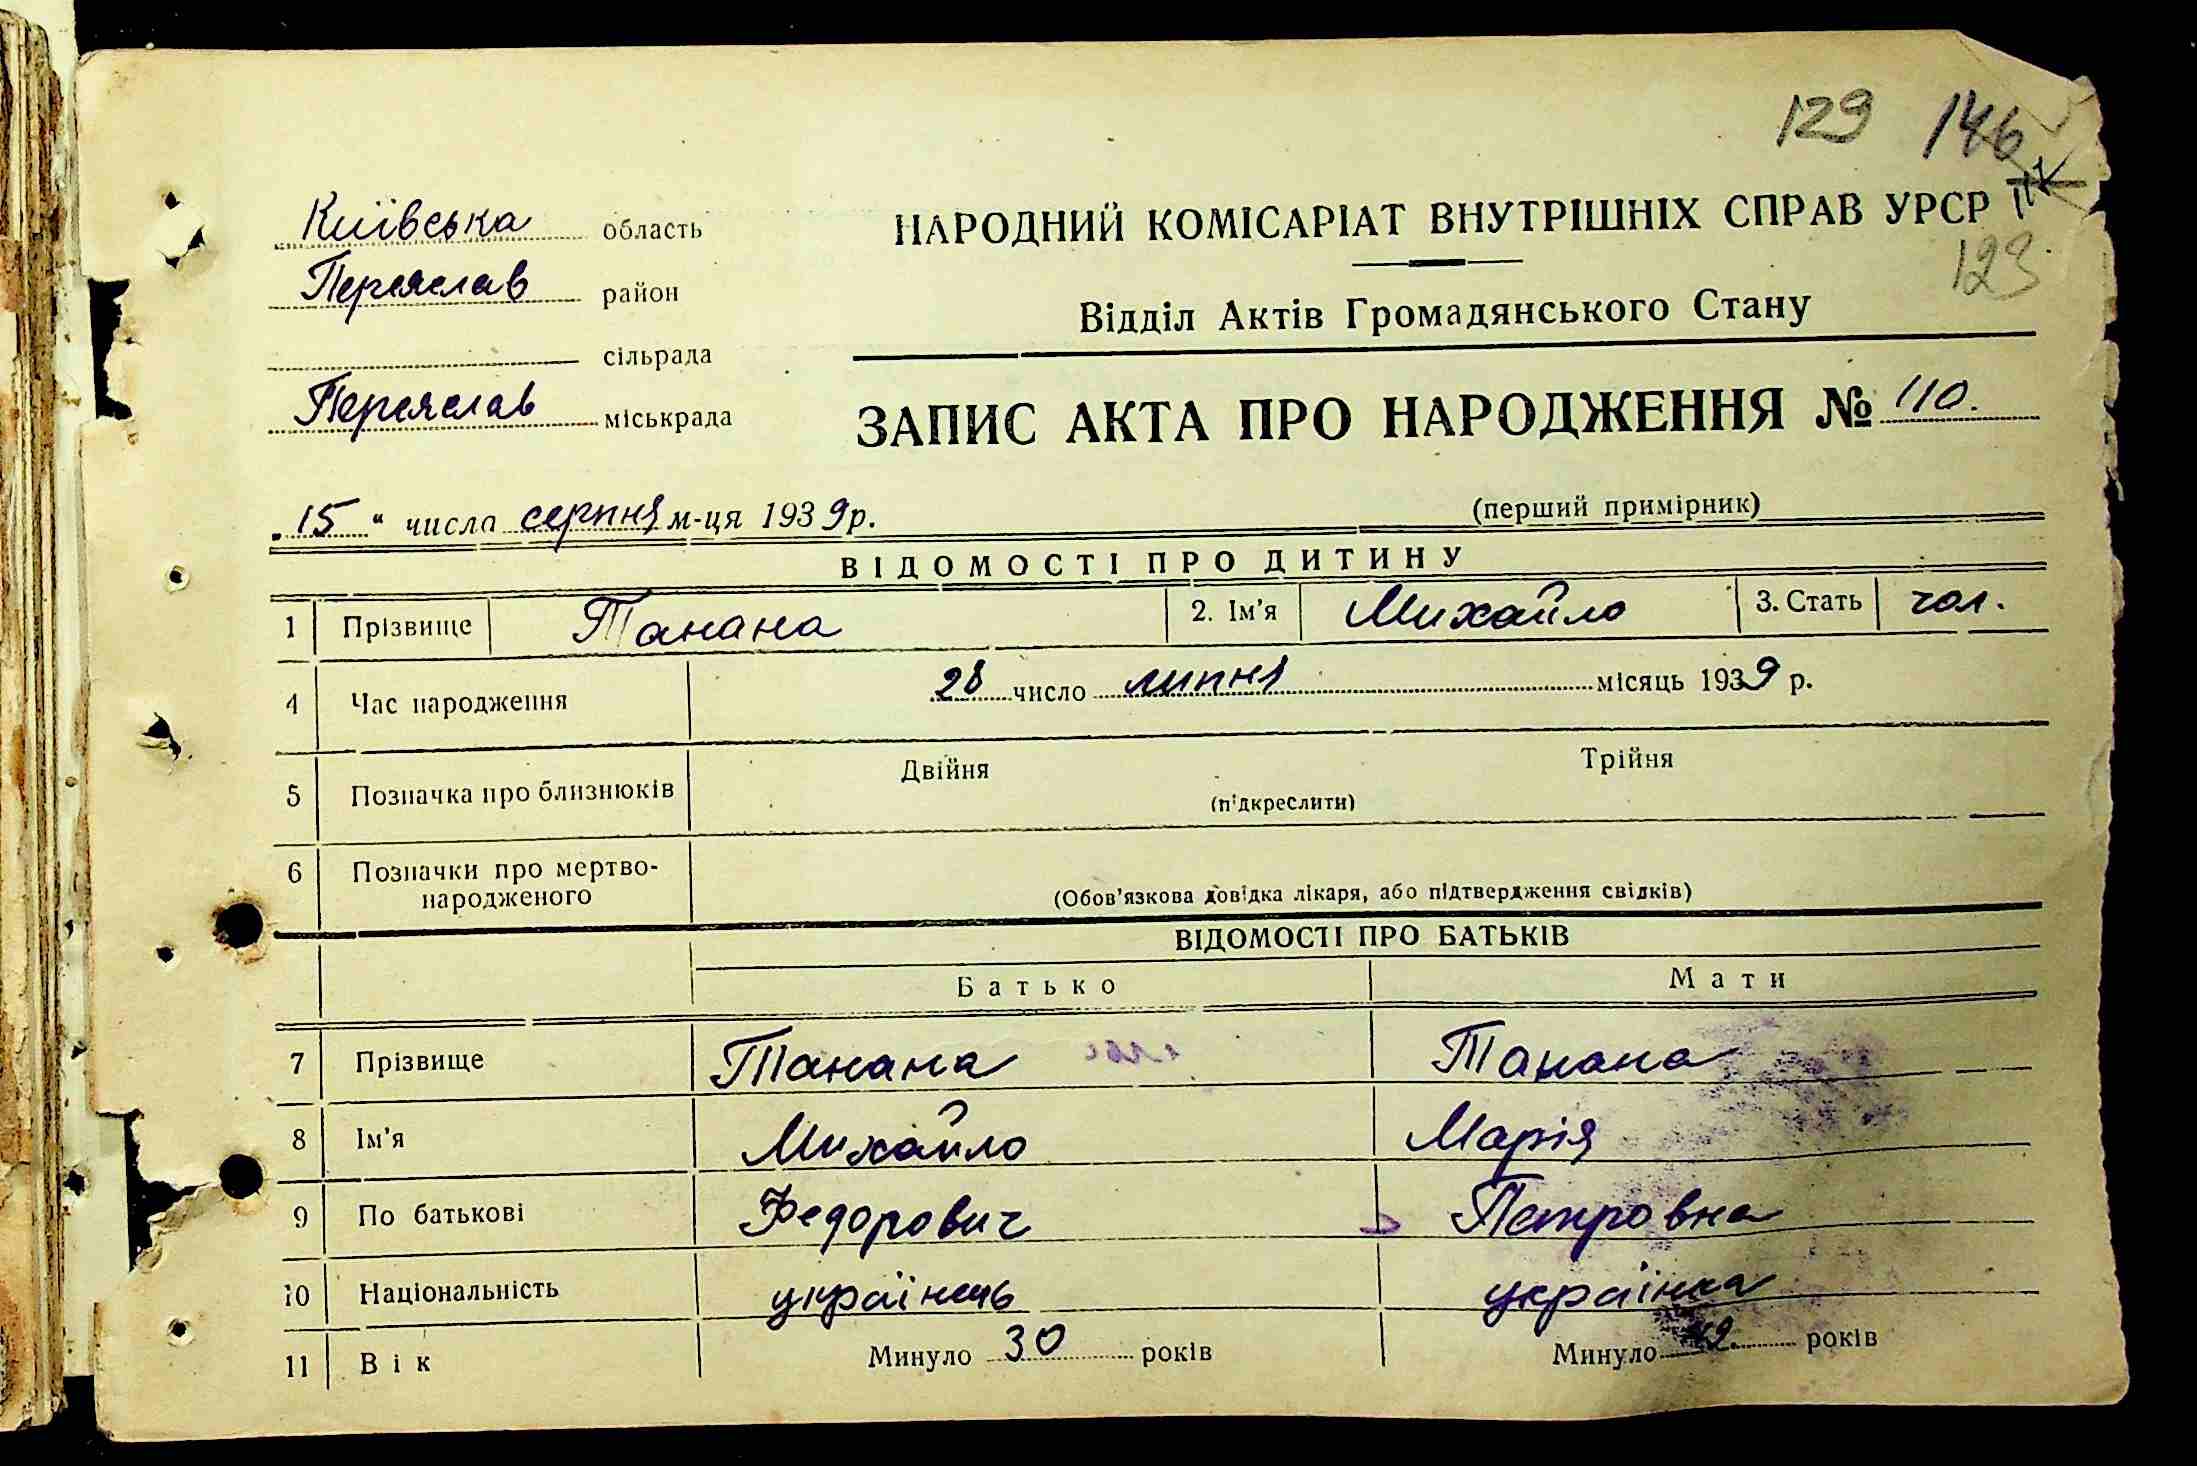 129 146
Київська область
НАРОДНИЙ КОМІСАРІАТ ВНУТРІШНІХ СПРАВ УРСР
123
Переяслав район
Відділ Актів Громадянського Стану
сільрада
Переяслав міськрада
ЗАПИС АКТА ПРО НАРОДЖЕННЯ № 110.
„15“ числа серпня м-ця 1939 р.
(перший примірник)
ВІДОМОСТІ ПРО ДИТИНУ
1 Прізвище Танана 2. Ім'я Михайло 3. Стать чол.
4 Час народження 28 число липня місяць 1939 р.
5 Позначка про близнюків Двійня Трійня
(підкреслити)
6 Позначки про мертво-
народженого
(Обов'язкова довідка лікаря, або підтвердження свідків)
ВІДОМОСТІ ПРО БАТЬКІВ
Батько Мати
7 Прізвище Танана Танана
8 Ім'я Михайло Марія
9 По батькові Федорович Петровна
10 Національність українець українка
11 Вік Минуло 30 років Минуло років